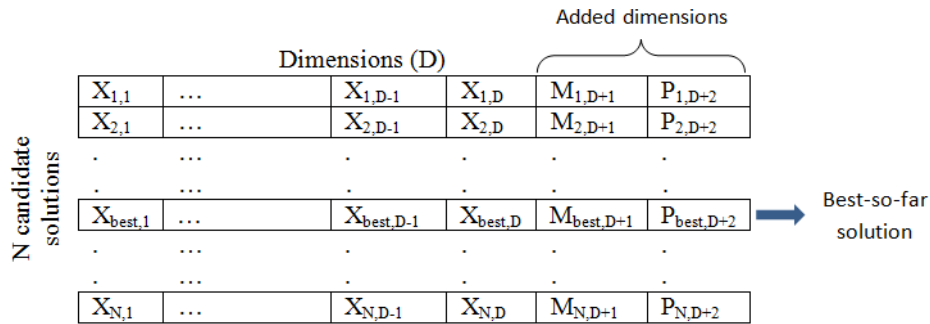 Added dimensions
Dimensions (D)
X1,1 ... X1,D-1 X1,D M1,D+1 P1,D+2
X2,1 ... X2,D-1 X2,D M2,D+1 P2,D+2
. ... . . . .
. ... . . . .
Xbest,1 ... Xbest,D-1 Xbest,D Mbest,D+1 Pbest,D+2
. ... . . . .
. ... . . . .
XN,1 ... XN,D-1 XN,D MN,D+1 PN,D+2
N candidate
solutions
Best-so-far
solution